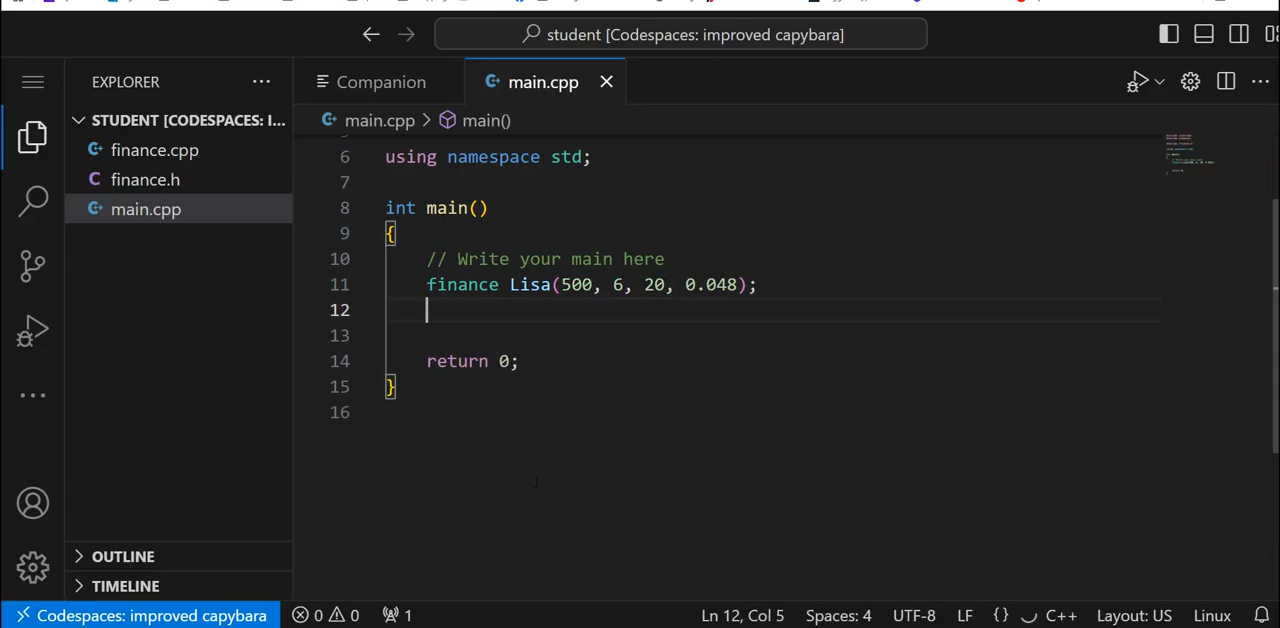 student [Codespaces: improved capybara]
EXPLORER
Companion
main.cpp
STUDENT [CODESPACES: I...
main.cpp > main()
finance.cpp
finance.h
main.cpp
6 using namespace std;
7
8 int main()
9 {
10 // Write your main here
11 finance Lisa(500, 6, 20, 0.048);
12
13
14 return 0;
15 }
16
OUTLINE
TIMELINE
Codespaces: improved capybara 0 0 1 Ln 12, Col 5 Spaces: 4 UTF-8 LF {} C++ Layout: US Linux